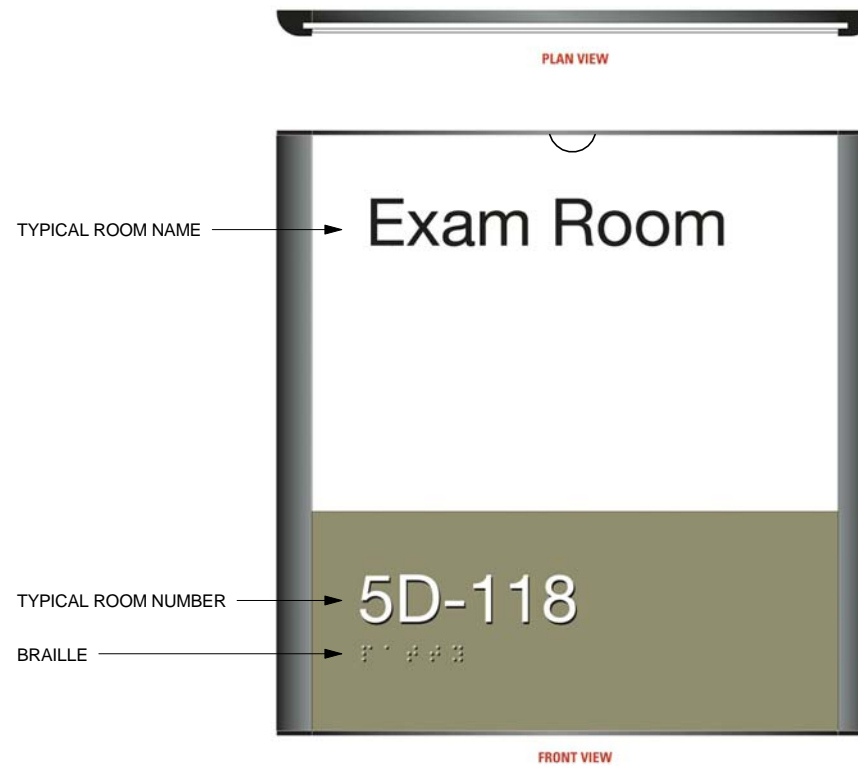 PLAN VIEW
TYPICAL ROOM NAME
Exam Room
TYPICAL ROOM NUMBER
5D-118
BRAILLE
FRONT VIEW